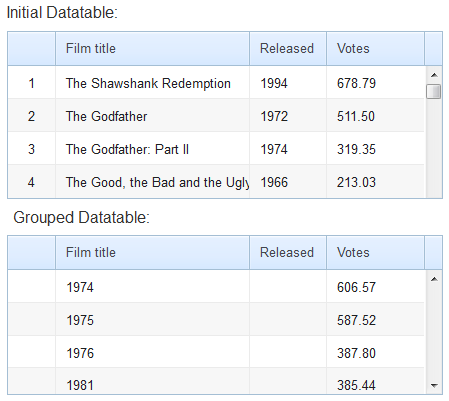 Initial Datatable:
Film title Released Votes
1 The Shawshank Redemption 1994 678.79
2 The Godfather 1972 511.50
3 The Godfather: Part II 1974 319.35
4 The Good, the Bad and the Ugly 1966 213.03
Grouped Datatable:
Film title Released Votes
1974 606.57
1975 587.52
1976 387.80
1981 385.44